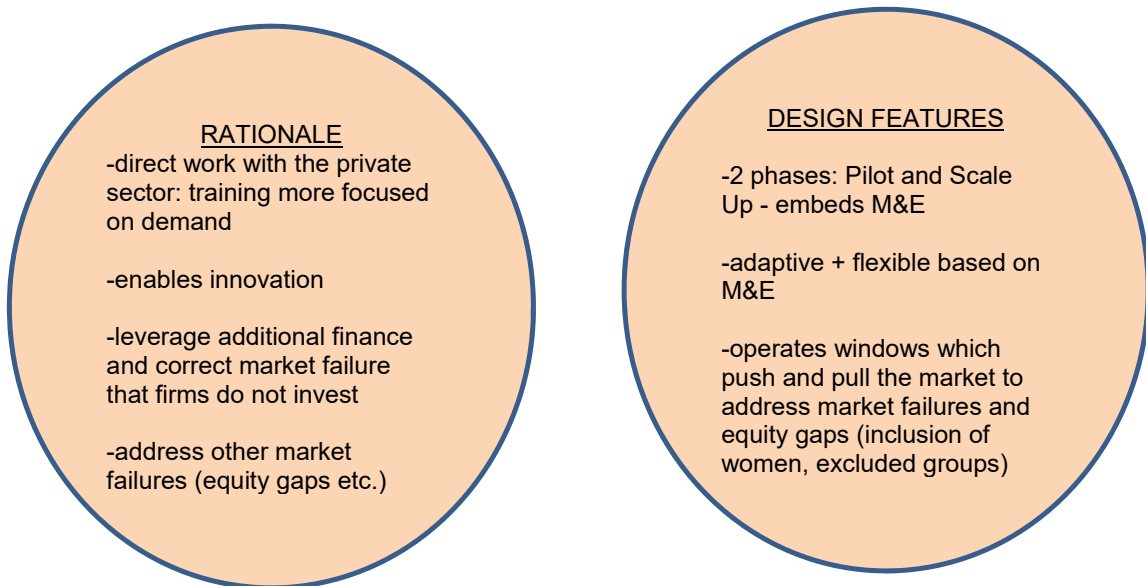 RATIONALE
-direct work with the private
sector: training more focused
on demand
-enables innovation
-leverage additional finance
and correct market failure
that firms do not invest
-address other market
failures (equity gaps etc.)
DESIGN FEATURES
-2 phases: Pilot and Scale
Up - embeds M&E
-adaptive + flexible based on
M&E
-operates windows which
push and pull the market to
address market failures and
equity gaps (inclusion of
women, excluded groups)